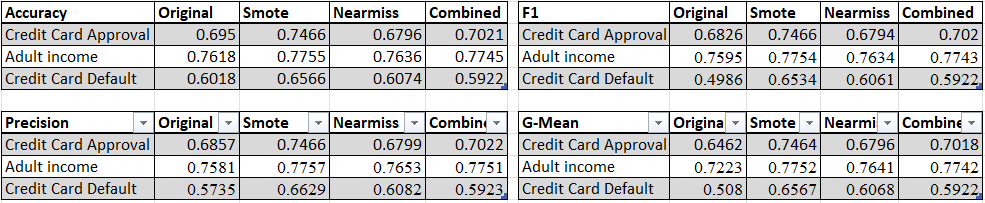 Accuracy Original Smote Nearmiss Combined
Credit Card Approval 0.695 0.7466 0.6796 0.7021
Adult income 0.7618 0.7755 0.7636 0.7745
Credit Card Default 0.6018 0.6566 0.6074 0.5922
F1 Original Smote Nearmiss Combined
Credit Card Approval 0.6826 0.7466 0.6794 0.702
Adult income 0.7595 0.7754 0.7634 0.7743
Credit Card Default 0.4986 0.6534 0.6061 0.5922
Precision Original Smote Nearmiss Combine
Credit Card Approval 0.6857 0.7466 0.6799 0.7022
Adult income 0.7581 0.7757 0.7653 0.7751
Credit Card Default 0.5735 0.6629 0.6082 0.5923
G-Mean Origina Smote Nearmi Combine
Credit Card Approval 0.6462 0.7464 0.6796 0.7018
Adult income 0.7223 0.7752 0.7641 0.7742
Credit Card Default 0.508 0.6567 0.6068 0.5922